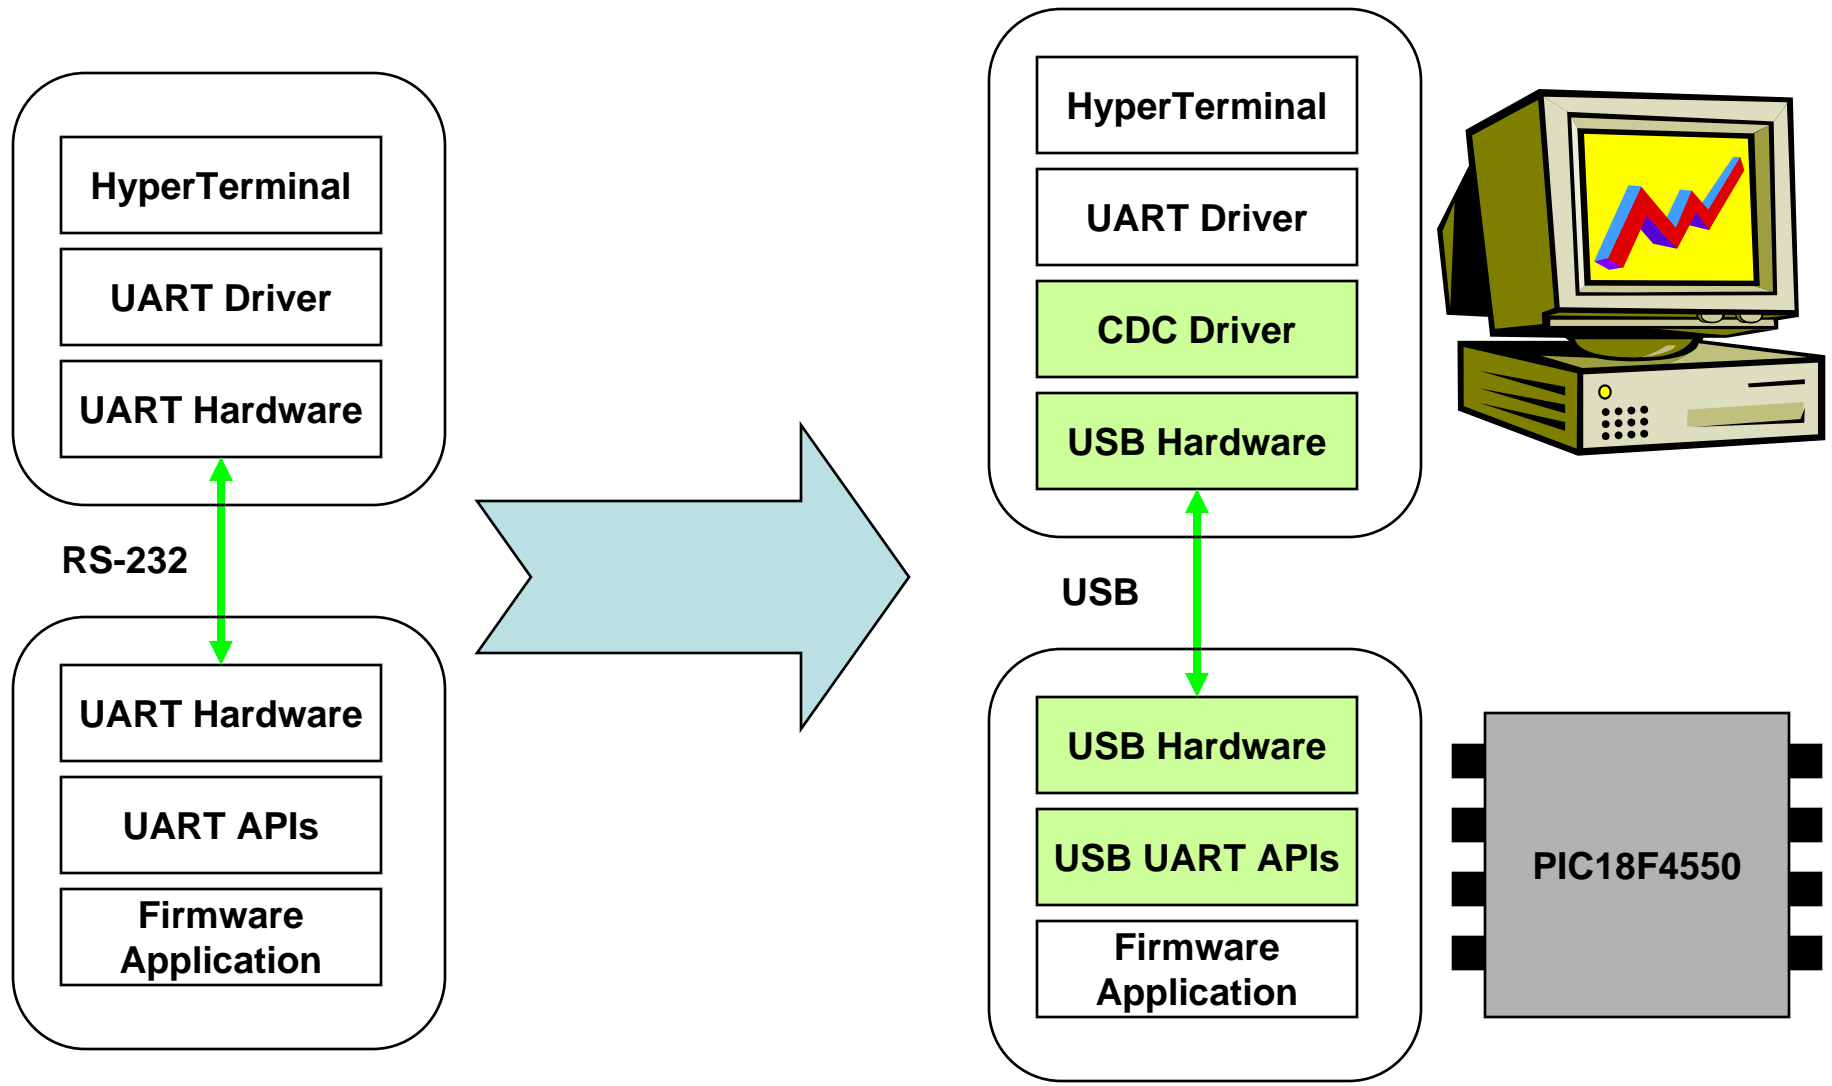 HyperTerminal
UART Driver
UART Hardware
RS-232
UART Hardware
UART APIs
Firmware
Application
HyperTerminal
UART Driver
CDC Driver
USB Hardware
USB
USB Hardware
USB UART APIs
Firmware
Application
PIC18F4550